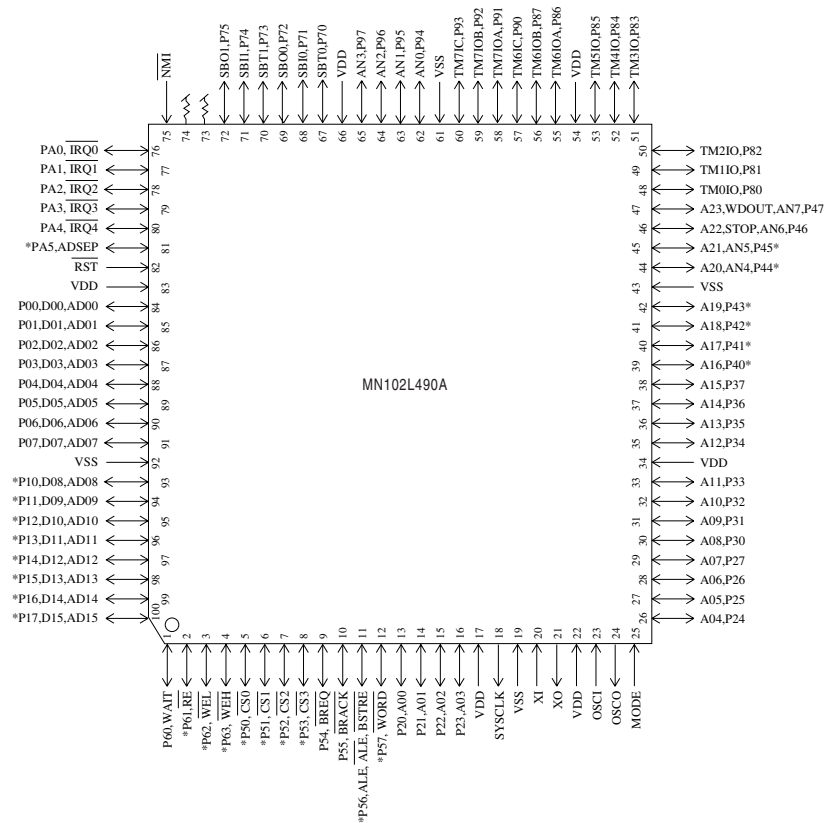 NMI
SBO1,P75
SBI1,P74
SBT1,P73
SBO0,P72
SBI0,P71
SBT0,P70
VDD
AN3,P97
AN2,P96
AN1,P95
AN0,P94
VSS
TM7IC,P93
TM7IOB,P92
TM7IOA,P91
TM6IC,P90
TM6IOB,P87
TM6IOA,P86
VDD
TM5IO,P85
TM4IO,P84
TM3IO,P83
75 74 73 72 71 70 69 68 67 66 65 64 63 62 61 60 59 58 57 56 55 54 53 52 51
PA0, IRQ0 76
PA1, IRQ1 77
PA2, IRQ2 78
PA3, IRQ3 79
PA4, IRQ4 80
*PA5,ADSEP 81
RST 82
VDD 83
P00,D00,AD00 84
P01,D01,AD01 85
P02,D02,AD02 86
P03,D03,AD03 87
P04,D04,AD04 88
P05,D05,AD05 89
P06,D06,AD06 90
P07,D07,AD07 91
VSS 92
*P10,D08,AD08 93
*P11,D09,AD09 94
*P12,D10,AD10 95
*P13,D11,AD11 96
*P14,D12,AD12 97
*P15,D13,AD13 98
*P16,D14,AD14 99
*P17,D15,AD15 100
MN102L490A
50 TM2IO,P82
49 TM1IO,P81
48 TM0IO,P80
47 A23,WDOUT,AN7,P47
46 A22,STOP,AN6,P46
45 A21,AN5,P45*
44 A20,AN4,P44*
43 VSS
42 A19,P43*
41 A18,P42*
40 A17,P41*
39 A16,P40*
38 A15,P37
37 A14,P36
36 A13,P35
35 A12,P34
34 VDD
33 A11,P33
32 A10,P32
31 A09,P31
30 A08,P30
29 A07,P27
28 A06,P26
27 A05,P25
26 A04,P24
1 2 3 4 5 6 7 8 9 10 11 12 13 14 15 16 17 18 19 20 21 22 23 24 25
P60,WAIT
*P61,RE
*P62, WEL
*P63, WEH
*P50, CS0
*P51, CS1
*P52, CS2
*P53, CS3
P54, BREQ
P55, BRACK
*P56,ALE, ALE, BSTRE
*P57, WORD
P20,A00
P21,A01
P22,A02
P23,A03
VDD
SYSCLK
VSS
XI
XO
VDD
OSCI
OSCO
MODE